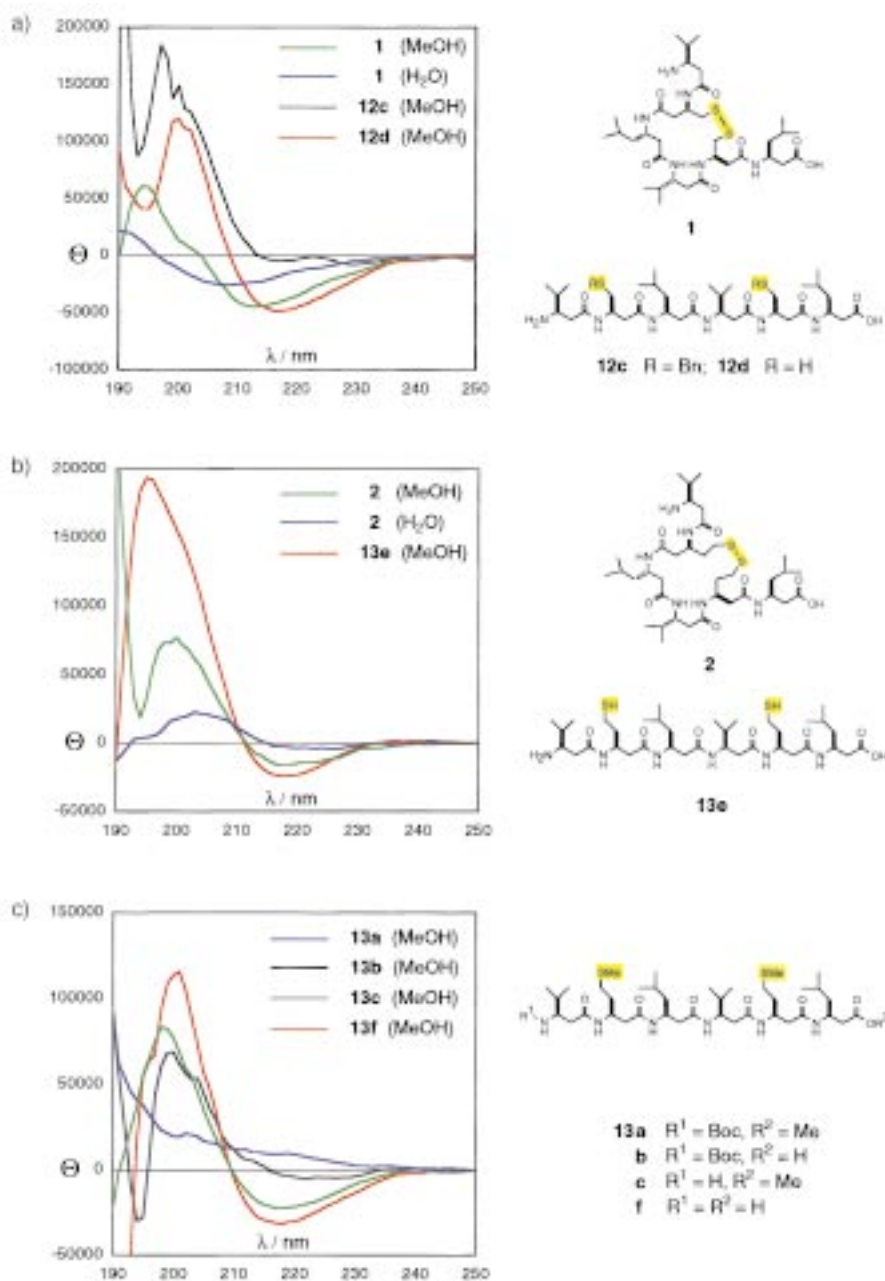 a)
200000
150000
100000
50000
Θ 0
-50000
-100000
190 200 210 220 230 240 250
λ / nm
1 (MeOH)
1 (H₂O)
12c (MeOH)
12d (MeOH)
1
12c R = Bn; 12d R = H
b)
200000
150000
100000
50000
Θ 0
-50000
190 200 210 220 230 240 250
λ / nm
2 (MeOH)
2 (H₂O)
13e (MeOH)
2
SH SH
13e
c)
150000
100000
50000
Θ 0
-50000
190 200 210 220 230 240 250
λ / nm
13a (MeOH)
13b (MeOH)
13c (MeOH)
13f (MeOH)
SMe SMe
13a R¹ = Boc, R² = Me
b R¹ = Boc, R² = H
c R¹ = H, R² = Me
f R¹ = R² = H